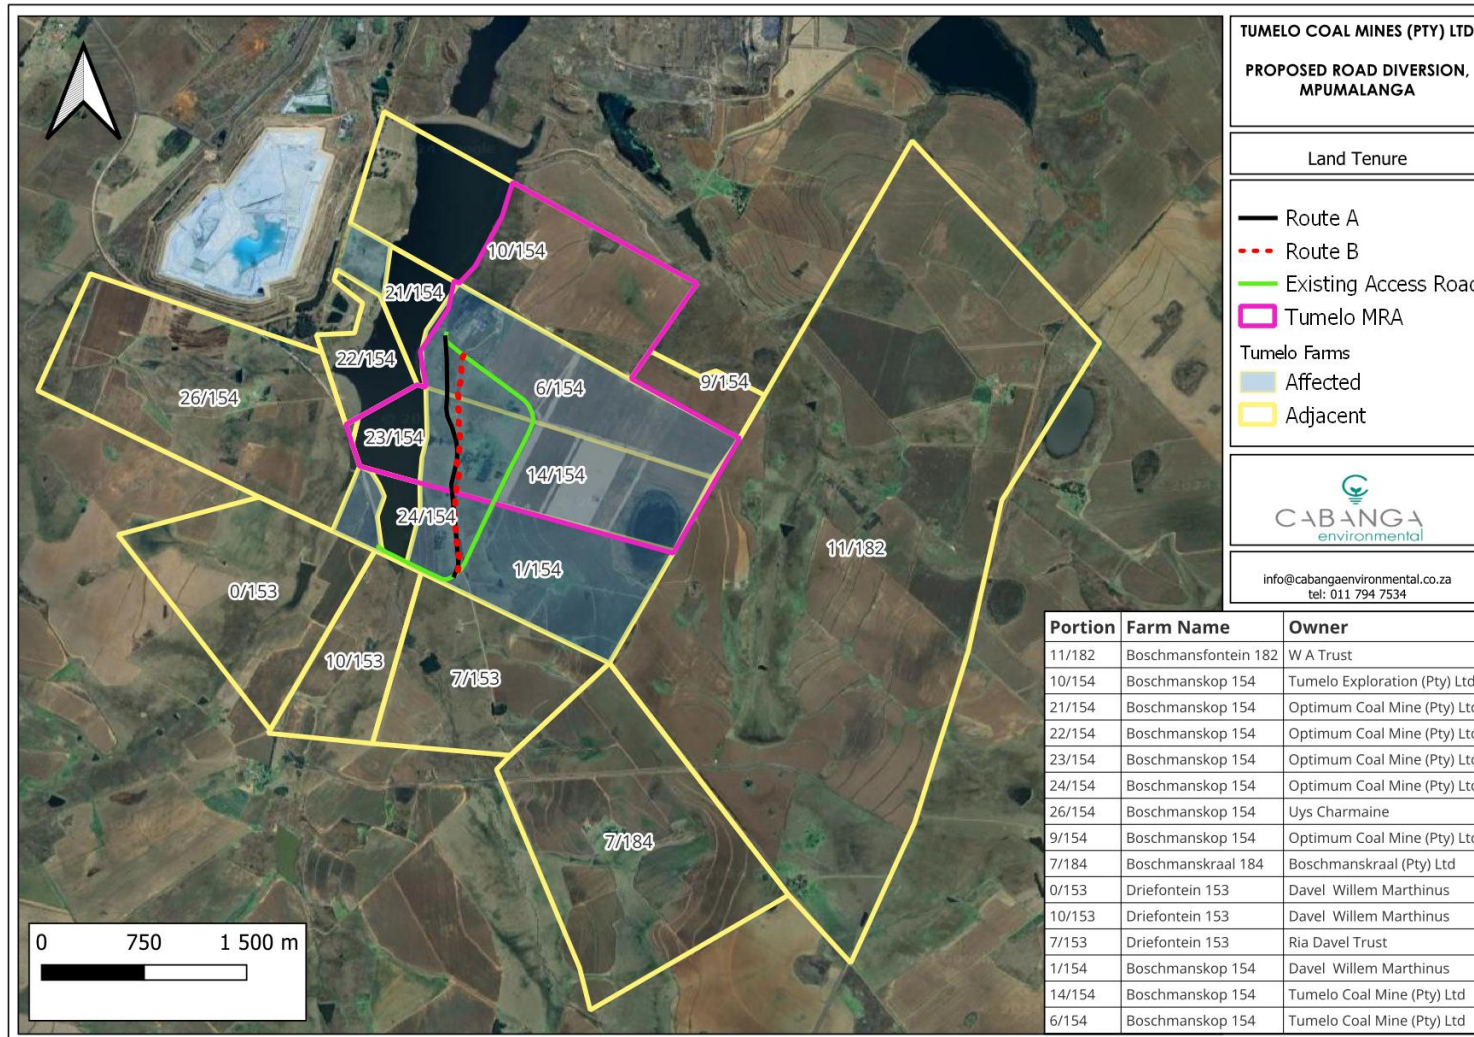 TUMELO COAL MINES (PTY) LTD
PROPOSED ROAD DIVERSION,
MPUMALANGA
Land Tenure
Route A
Route B
Existing Access Road
Tumelo MRA
Tumelo Farms
Affected
Adjacent
CABANGA
environmental
info@cabangaenvironmental.co.za
tel: 011 794 7534
10/154
21/154
22/154
26/154
6/154
9/154
23/154
14/154
24/154
11/182
1/154
0/153
10/153
7/153
7/184
0 750 1 500 m
Portion Farm Name Owner
11/182 Boschmansfontein 182 W A Trust
10/154 Boschmanskop 154 Tumelo Exploration (Pty) Ltd
21/154 Boschmanskop 154 Optimum Coal Mine (Pty) Ltd
22/154 Boschmanskop 154 Optimum Coal Mine (Pty) Ltd
23/154 Boschmanskop 154 Optimum Coal Mine (Pty) Ltd
24/154 Boschmanskop 154 Optimum Coal Mine (Pty) Ltd
26/154 Boschmanskop 154 Uys Charmaine
9/154 Boschmanskop 154 Optimum Coal Mine (Pty) Ltd
7/184 Boschmanskraal 184 Boschmanskraal (Pty) Ltd
0/153 Driefontein 153 Davel Willem Marthinus
10/153 Driefontein 153 Davel Willem Marthinus
7/153 Driefontein 153 Ria Davel Trust
1/154 Boschmanskop 154 Davel Willem Marthinus
14/154 Boschmanskop 154 Tumelo Coal Mine (Pty) Ltd
6/154 Boschmanskop 154 Tumelo Coal Mine (Pty) Ltd